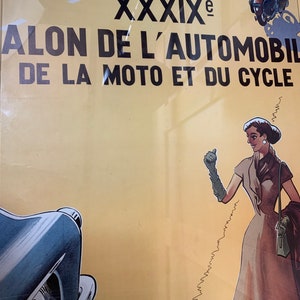 XXXIXe
ALON DE L'AUTOMOBIL
DE LA MOTO ET DU CYCLE